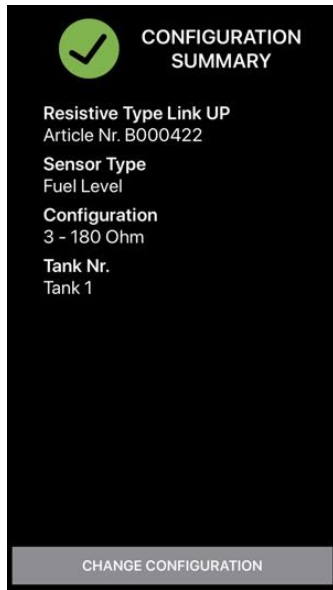 CONFIGURATION
SUMMARY
Resistive Type Link UP
Article Nr. B000422
Sensor Type
Fuel Level
Configuration
3 - 180 Ohm
Tank Nr.
Tank 1
CHANGE CONFIGURATION